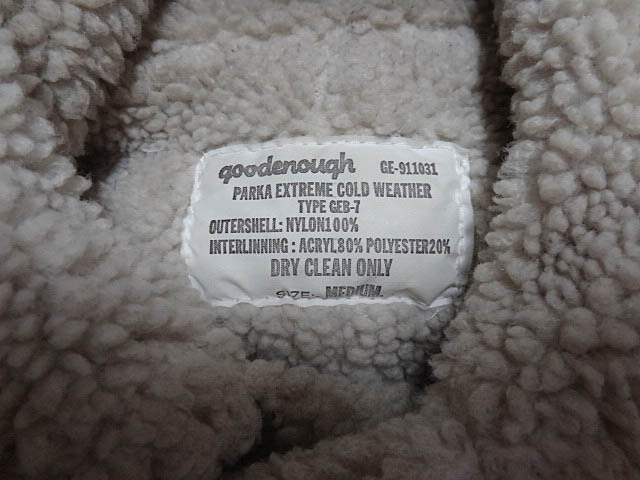 goodenough GE-911031
PARKA EXTREME COLD WEATHER
TYPE GEB-7
OUTERSHELL: NYLON100%
INTERLINNING : ACRYL80% POLYESTER20%
DRY CLEAN ONLY
SIZE: MEDIUM